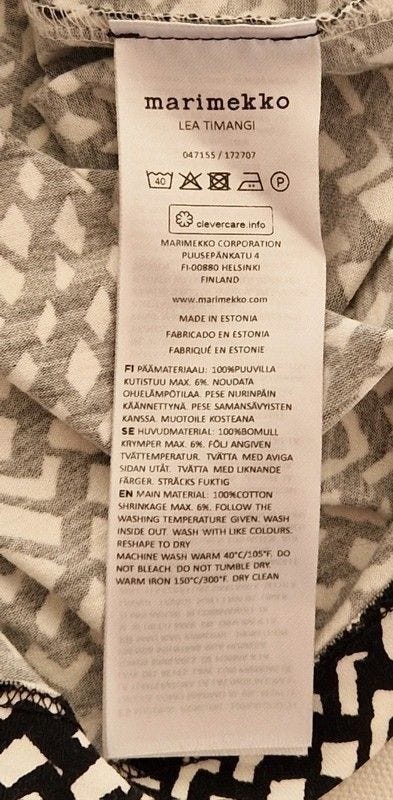 marimekko
LEA TIMANGI
047155 / 172707
40 P
clevercare.info
MARIMEKKO CORPORATION
PUUSEPÄNKATU 4
FI-00880 HELSINKI
FINLAND
www.marimekko.com
MADE IN ESTONIA
FABRICADO EN ESTONIA
FABRIQUÉ EN ESTONIE
FI PÄÄMATERIAALI: 100%PUUVILLA
KUTISTUU MAX. 6%. NOUDATA
OHJELÄMPÖTILAA. PESE NURINPÄIN
KÄÄNNETTYNÄ. PESE SAMANSÄVYISTEN
KANSSA. MUOTOILE KOSTEANA
SE HUVUDMATERIAL: 100%BOMULL
KRYMPER MAX. 6%. FÖLJ ANGIVEN
TVÄTTEMPERATUR. TVÄTTA MED AVIGA
SIDAN UTÅT. TVÄTTA MED LIKNANDE
FÄRGER. STRÄCKS FUKTIG
EN MAIN MATERIAL: 100%COTTON
SHRINKAGE MAX. 6%. FOLLOW THE
WASHING TEMPERATURE GIVEN. WASH
INSIDE OUT. WASH WITH LIKE COLOURS.
RESHAPE TO DRY
MACHINE WASH WARM 40°C/105°F. DO
NOT BLEACH. DO NOT TUMBLE DRY.
WARM IRON 150°C/300°F. DRY CLEAN